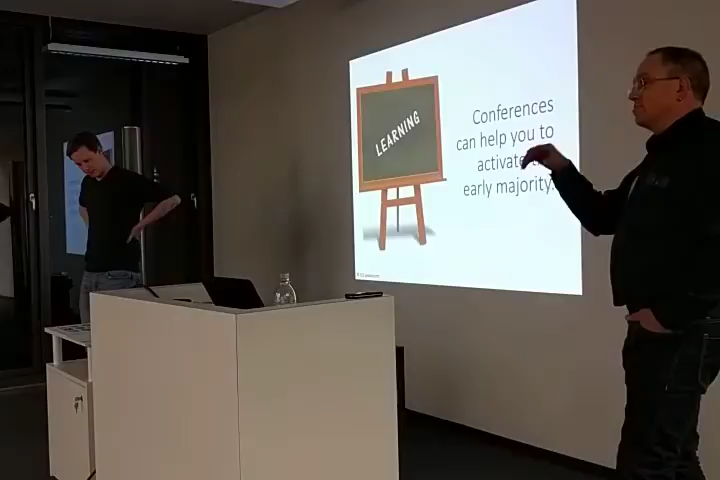 LEARNING
Conferences
can help you to
activate
early majority.